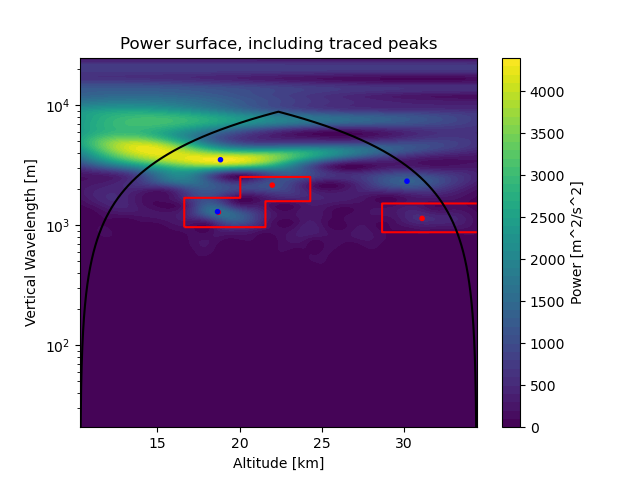 Power surface, including traced peaks
Vertical Wavelength [m]
10^4
10^3
10^2
15 20 25 30
Altitude [km]
4000
3500
3000
2500
2000
1500
1000
500
0
Power [m^2/s^2]